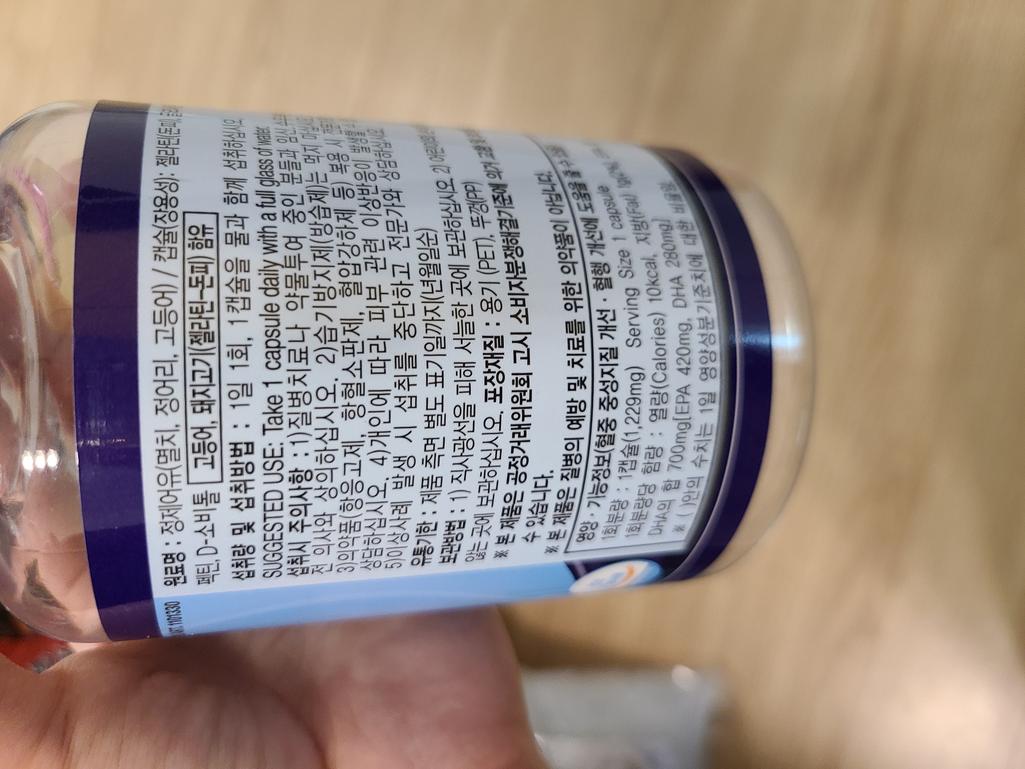 원료명 : 정제어유(멸치, 정어리, 고등어) / 캡슐(장용성): 젤라틴(돈피),
펙틴, D-소비톨 고등어, 돼지고기(젤라틴-돈피) 함유
섭취량 및 섭취방법 : 1일 1회, 1캡슐을 물과 함께 섭취하십시오.
SUGGESTED USE: Take 1 capsule daily with a full glass of water.
섭취시 주의사항 : 1)질병치료나 약물투여 중인 분들과 임신
전 의사와 상의하십시오. 2)습기방지제(방습제)는 먹지 마십시오.
3)의약품(항응고제, 항혈소판제, 혈압강하제 등) 복용 시
상담하십시오. 4)개인에 따라 피부 관련 이상반응이 발생할
5)이상사례 발생 시 섭취를 중단하고 전문가와 상담하십시오.
유통기한 : 제품 측면 별도 표기일까지(년월일순)
보관방법 : 1) 직사광선을 피해 서늘한 곳에 보관하십시오. 2)
않는 곳에 보관하십시오. 포장재질 : 용기 (PET), 뚜껑(PP)
※ 본 제품은 공정거래위원회 고시 소비자분쟁해결기준에 의거 교환 및
수 있습니다.
※ 본 제품은 질병의 예방 및 치료를 위한 의약품이 아닙니다.
영양·기능정보(혈중 중성지질 개선·혈행 개선에 도움을 줄 수
1회분량 : 1캡슐(1,229mg) Serving Size 1 capsule
1회분량당 함량 : 열량(Calories) 10kcal, 지방(Fat)
DHA의 합 700mg[EPA 420mg, DHA 280mg]
※ ( )안의 수치는 1일 영양성분기준치에 대한 비율임.
1101330